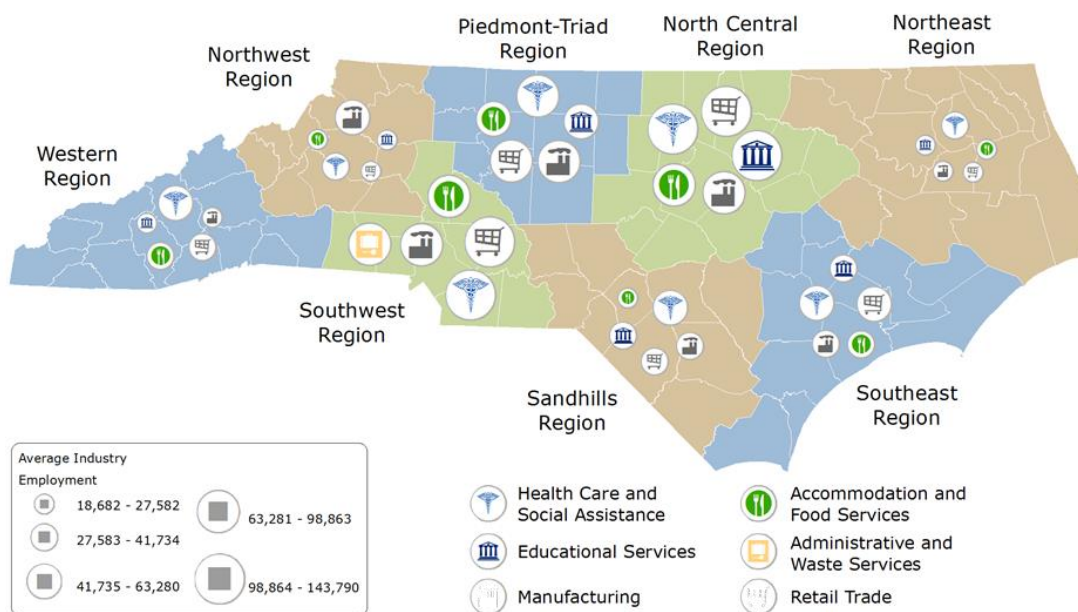 Piedmont-Triad
Region
North Central
Region
Northeast
Region
Northwest
Region
Western
Region
Southwest
Region
Sandhills
Region
Southeast
Region
Average Industry
Employment
18,682 - 27,582
27,583 - 41,734
41,735 - 63,280
63,281 - 98,863
98,864 - 143,790
Health Care and
Social Assistance
Educational Services
Manufacturing
Accommodation and
Food Services
Administrative and
Waste Services
Retail Trade